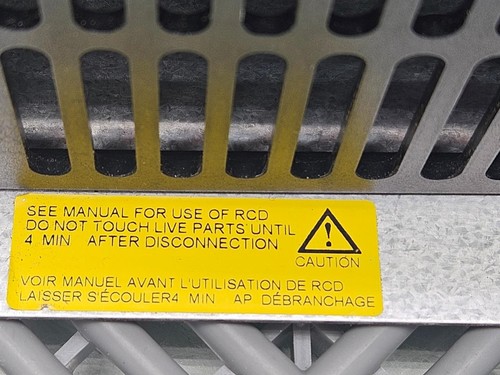 SEE MANUAL FOR USE OF RCD
DO NOT TOUCH LIVE PARTS UNTIL
4 MIN AFTER DISCONNECTION
!
CAUTION
VOIR MANUEL AVANT L'UTILISATION DE RCD
LAISSER S'ÉCOULER4 MIN AP DÉBRANCHAGE